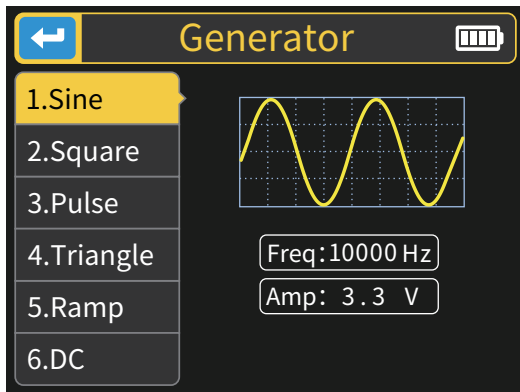 Generator
1.Sine
2.Square
3.Pulse
4.Triangle
5.Ramp
6.DC
Freq:10000 Hz
Amp: 3.3 V